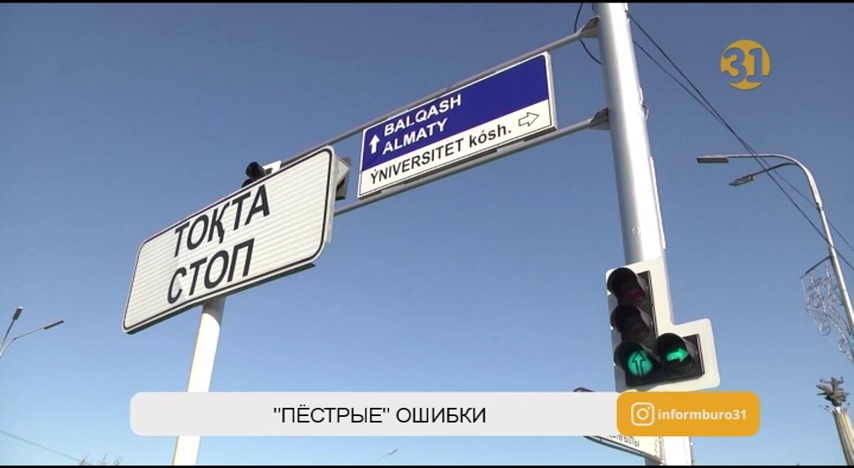 31
BALQASH
ALMATY
ÝNIVERSITET kósh.
ТОҚТА
СТОП
"ПЁСТРЫЕ" ОШИБКИ
informburo31